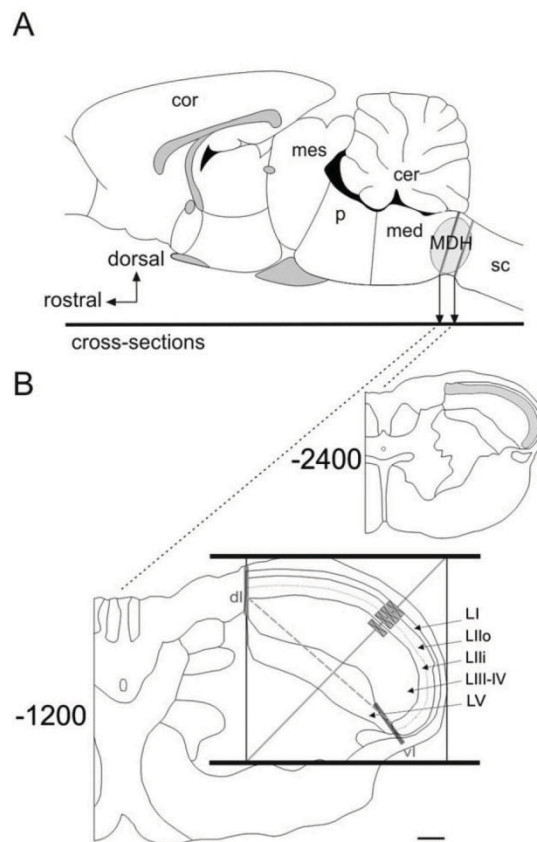 A
cor
mes
cer
p
med
MDH
sc
dorsal
rostral
cross-sections
B
-2400
dl
LI
LIIo
LIIi
LIII-IV
LV
-1200
vl